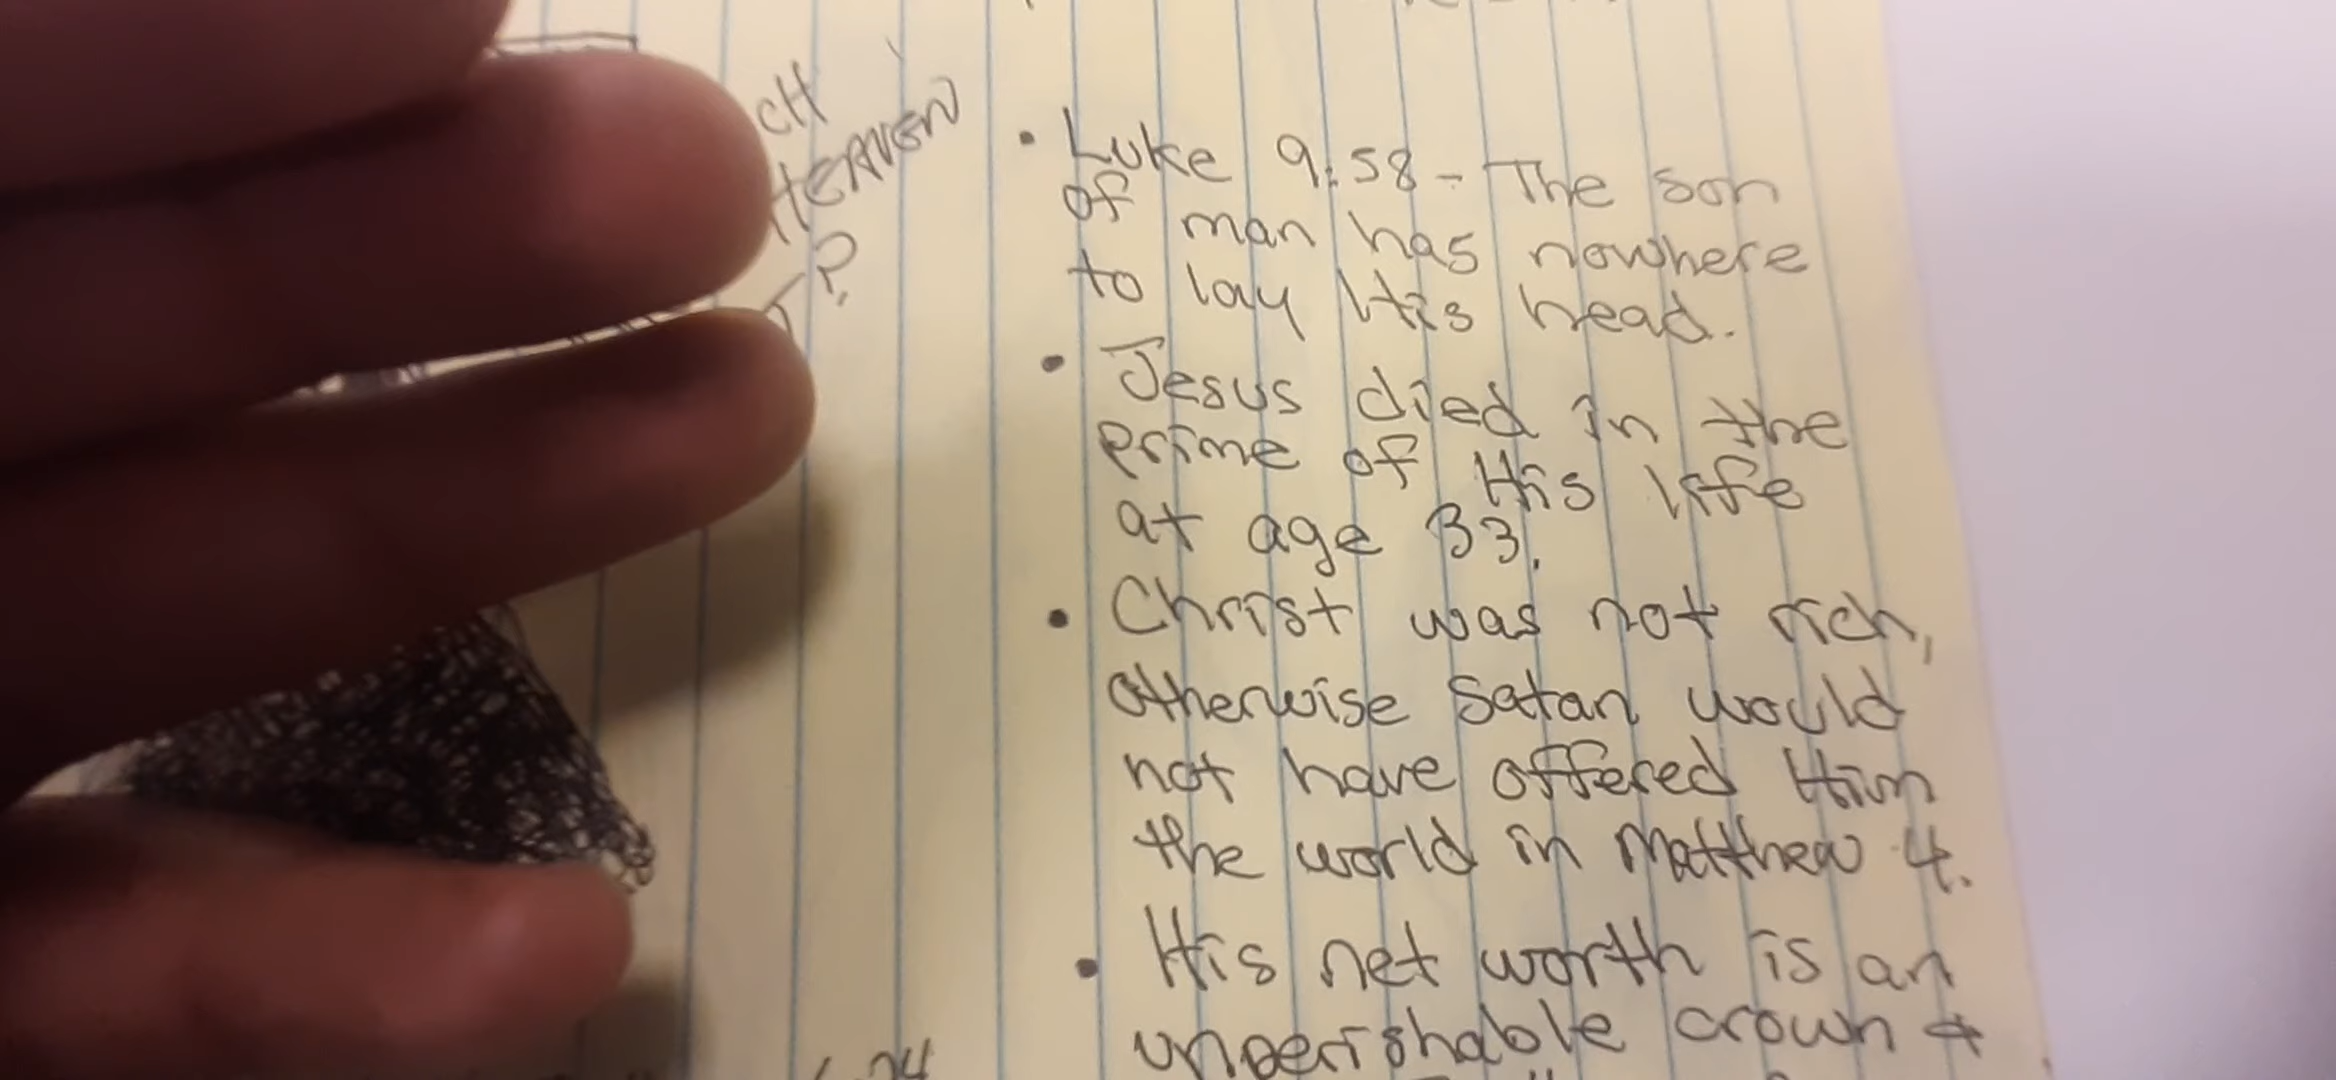 CH
HEAVEN
?
• Luke 9:58 - The son
of man has nowhere
to lay His head.
• Jesus died in the
prime of His life
at age 33.
• Christ was not rich,
otherwise Satan would
not have offered Him
the world in Matthew 4.
• His net worth is an
unperishable crown &